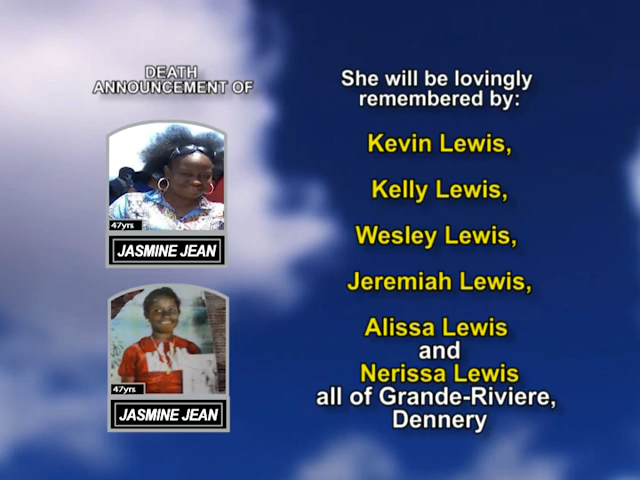 DEATH
ANNOUNCEMENT OF
47yrs
JASMINE JEAN
47yrs
JASMINE JEAN
She will be lovingly
remembered by:
Kevin Lewis,
Kelly Lewis,
Wesley Lewis,
Jeremiah Lewis,
Alissa Lewis
and
Nerissa Lewis
all of Grande-Riviere,
Dennery